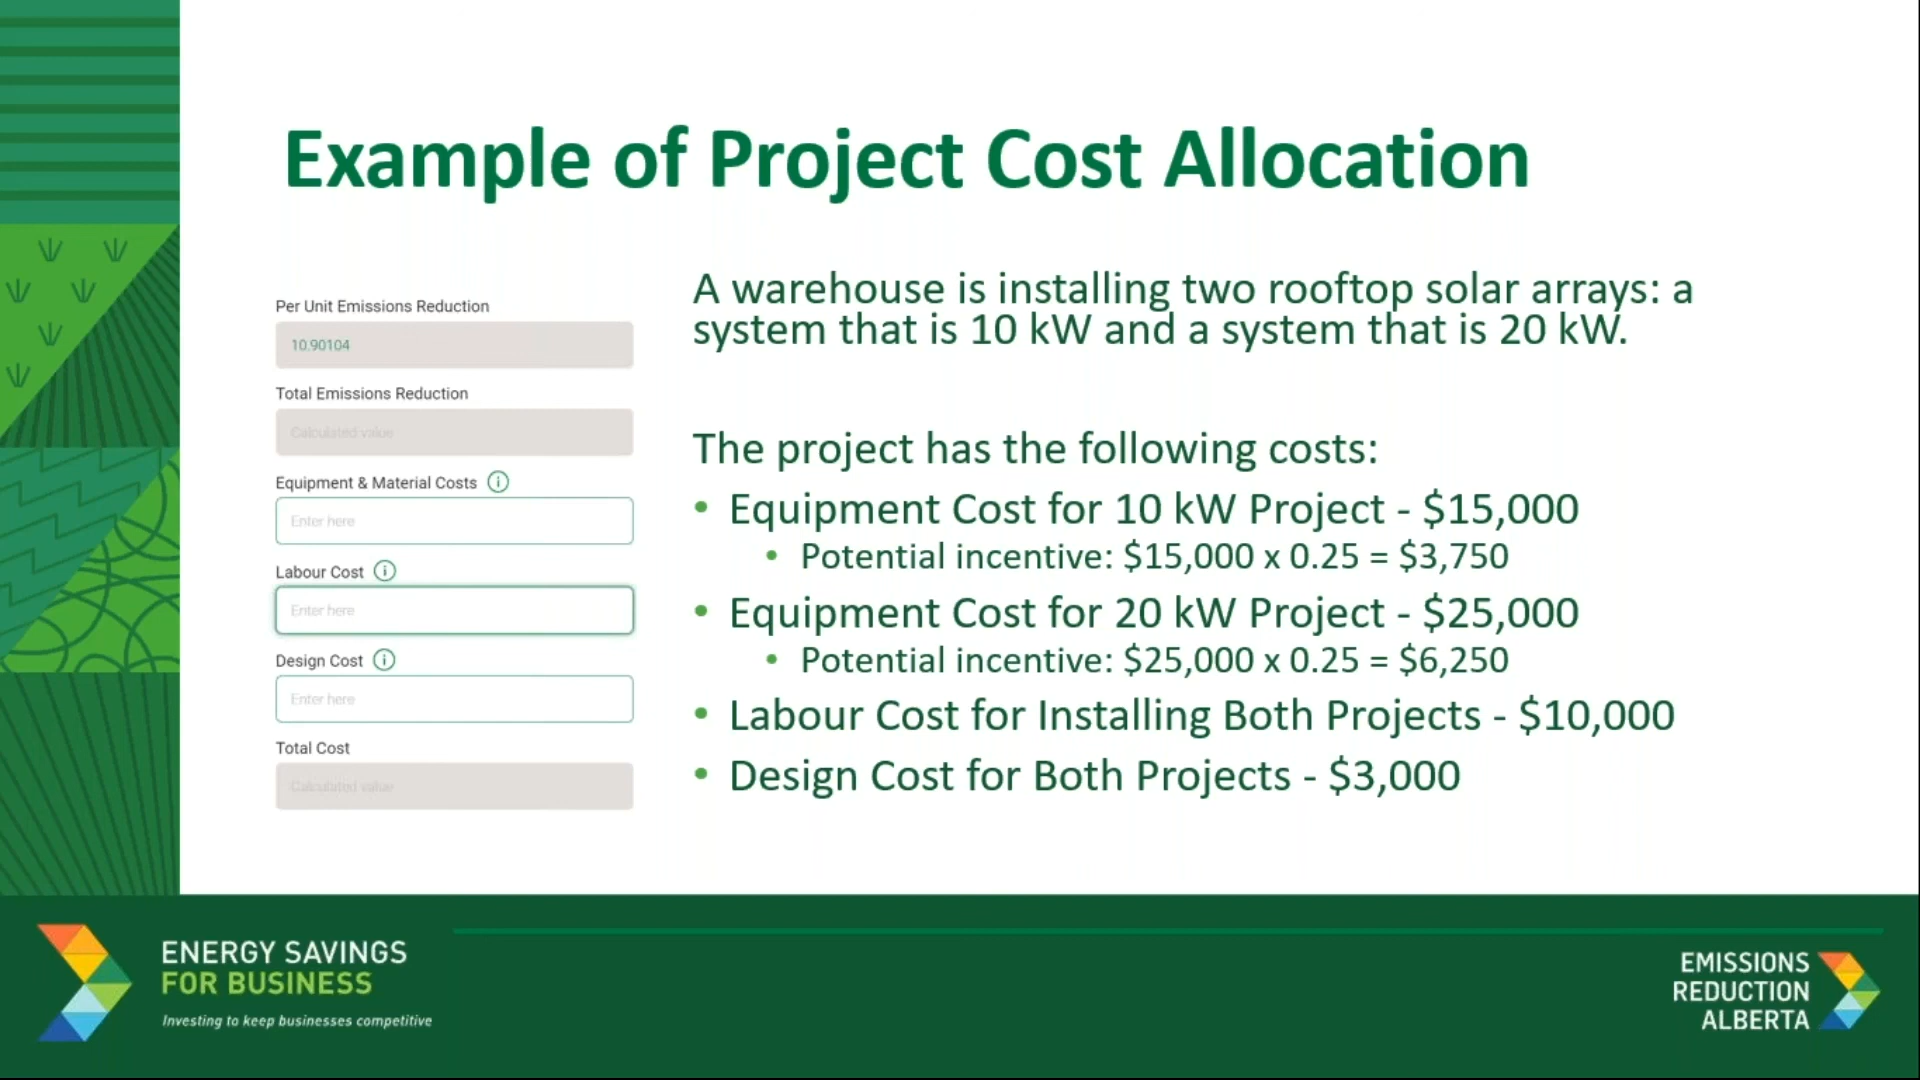 Example of Project Cost Allocation
Per Unit Emissions Reduction
10.90104
Total Emissions Reduction
Calculated value
Equipment & Material Costs
Enter here
Labour Cost
Enter here
Design Cost
Enter here
Total Cost
Calculated value
A warehouse is installing two rooftop solar arrays: a
system that is 10 kW and a system that is 20 kW.
The project has the following costs:
• Equipment Cost for 10 kW Project - $15,000
• Potential incentive: $15,000 x 0.25 = $3,750
• Equipment Cost for 20 kW Project - $25,000
• Potential incentive: $25,000 x 0.25 = $6,250
• Labour Cost for Installing Both Projects - $10,000
• Design Cost for Both Projects - $3,000
ENERGY SAVINGS
FOR BUSINESS
Investing to keep businesses competitive
EMISSIONS
REDUCTION
ALBERTA